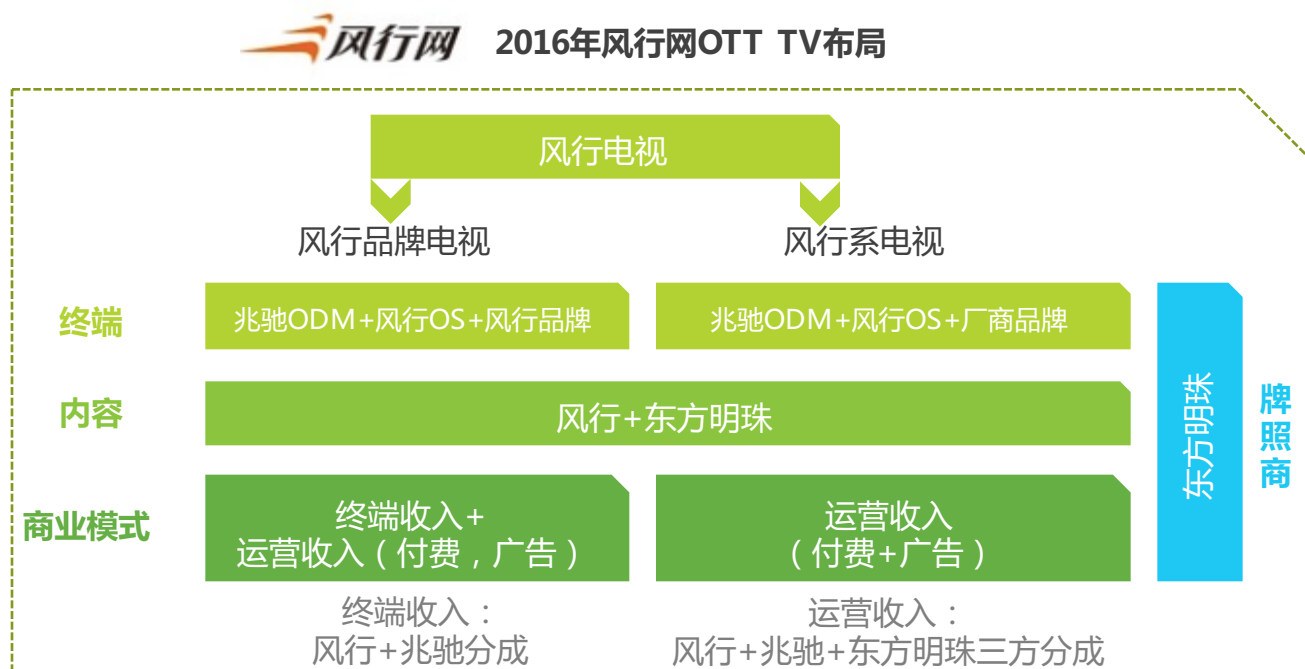 风行网 2016年风行网OTT TV布局
风行电视
风行品牌电视 风行系电视
终端 兆驰ODM+风行OS+风行品牌 兆驰ODM+风行OS+厂商品牌
内容 风行+东方明珠
商业模式 终端收入+
运营收入(付费,广告)
运营收入
(付费+广告)
东方明珠
牌照商
终端收入:
风行+兆驰分成
运营收入:
风行+兆驰+东方明珠三方分成